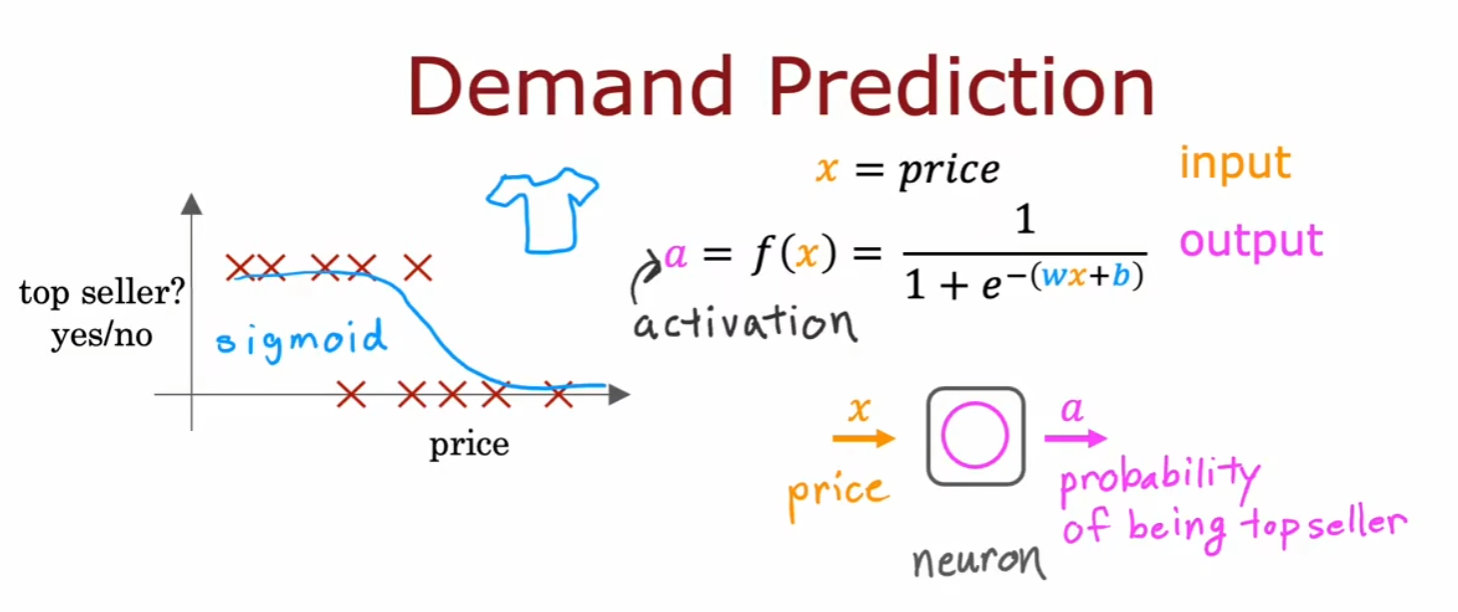 Demand Prediction
x = price
input
a = f(x) = 1 / (1 + e^−(wx+b))
output
activation
top seller?
yes/no
sigmoid
price
x
price
a
probability
of being top seller
neuron